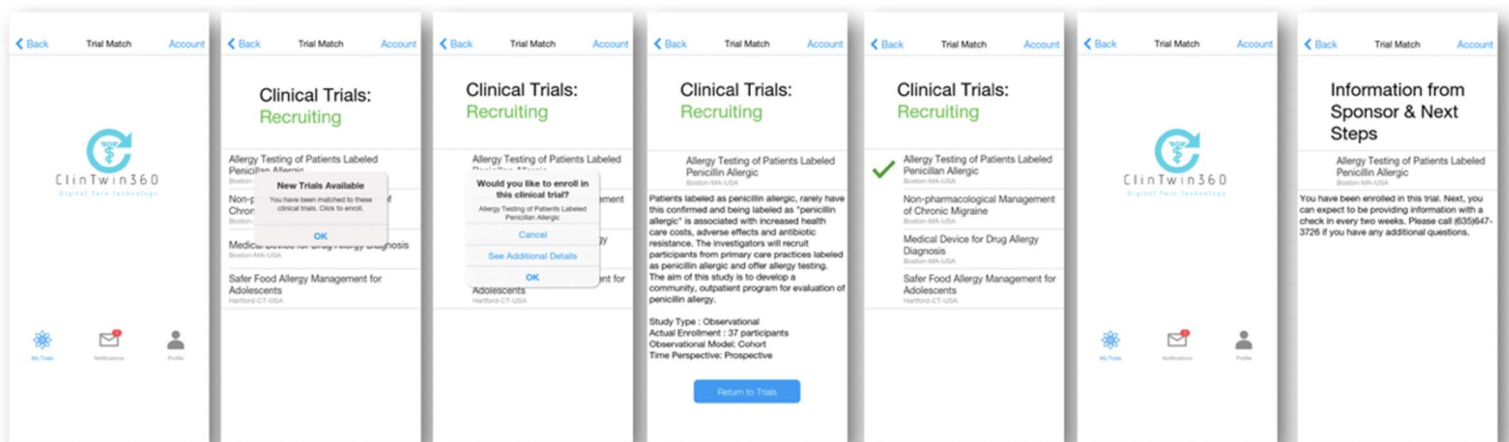 Back Trial Match Account
ClinTwin360
Digital Twin Technology
My Trials Notifications Profile
Back Trial Match Account
Clinical Trials:
Recruiting
Allergy Testing of Patients Labeled
Penicillan Allergic
Boston-MA-USA
New Trials Available
You have been matched to these
clinical trials. Click to enroll.
OK
Non-p
of
Chron
Boston-
Medical Device for Drug Allergy Diagnosis
Boston-MA-USA
Safer Food Allergy Management for
Adolescents
Hartford-CT-USA
Back Trial Match Account
Clinical Trials:
Recruiting
Allergy Testing of Patients Labeled
Penicillan Allergic
Would you like to enroll in
this clinical trial?
Allergy Testing of Patients Labeled
Penicillan Allergic
Cancel
See Additional Details
OK
ement
gy
ent for
Adolescents
Hartford-CT-USA
Back Trial Match Account
Clinical Trials:
Recruiting
Allergy Testing of Patients Labeled
Penicillin Allergic
Boston-MA-USA
Patients labeled as penicillin allergic, rarely have
this confirmed and being labeled as "penicillin
allergic" is associated with increased health
care costs, adverse effects and antibiotic
resistance. The investigators will recruit
participants from primary care practices labeled
as penicillin allergic and offer allergy testing.
The aim of this study is to develop a
community, outpatient program for evaluation of
penicillin allergy.
Study Type : Observational
Actual Enrollment : 37 participants
Observational Model: Cohort
Time Perspective: Prospective
Return to Trials
Back Trial Match Account
Clinical Trials:
Recruiting
Allergy Testing of Patients Labeled
Penicillan Allergic
Boston-MA-USA
Non-pharmacological Management
of Chronic Migraine
Boston-MA-USA
Medical Device for Drug Allergy
Diagnosis
Boston-MA-USA
Safer Food Allergy Management for
Adolescents
Hartford-CT-USA
Back Trial Match Account
ClinTwin360
Digital Twin Technology
My Trials Notifications Profile
Back Trial Match Account
Information from
Sponsor & Next
Steps
Allergy Testing of Patients Labeled
Penicillin Allergic
Boston-MA-USA
You have been enrolled in this trial. Next, you
can expect to be providing information with a
check in every two weeks. Please call (635)647-
3726 if you have any additional questions.